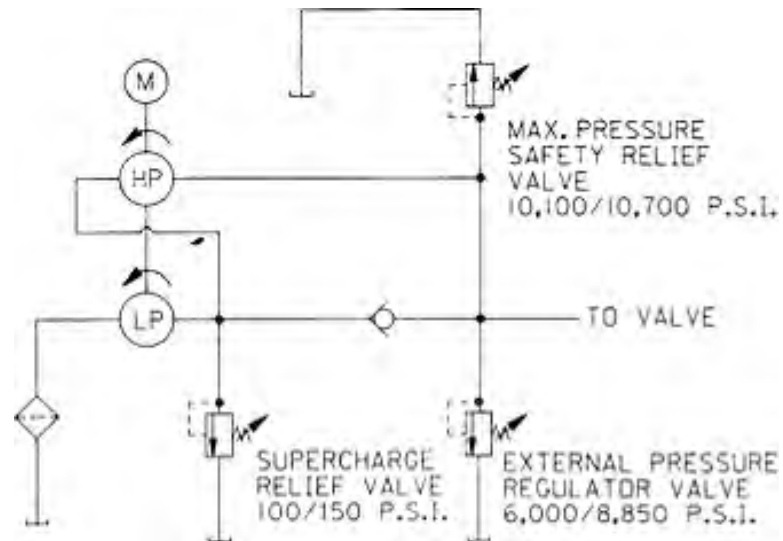 M
MAX. PRESSURE
SAFETY RELIEF
VALVE
10,100/10,700 P.S.I.
HP
LP
TO VALVE
SUPERCHARGE
RELIEF VALVE
100/150 P.S.I.
EXTERNAL PRESSURE
REGULATOR VALVE
6,000/8,850 P.S.I.